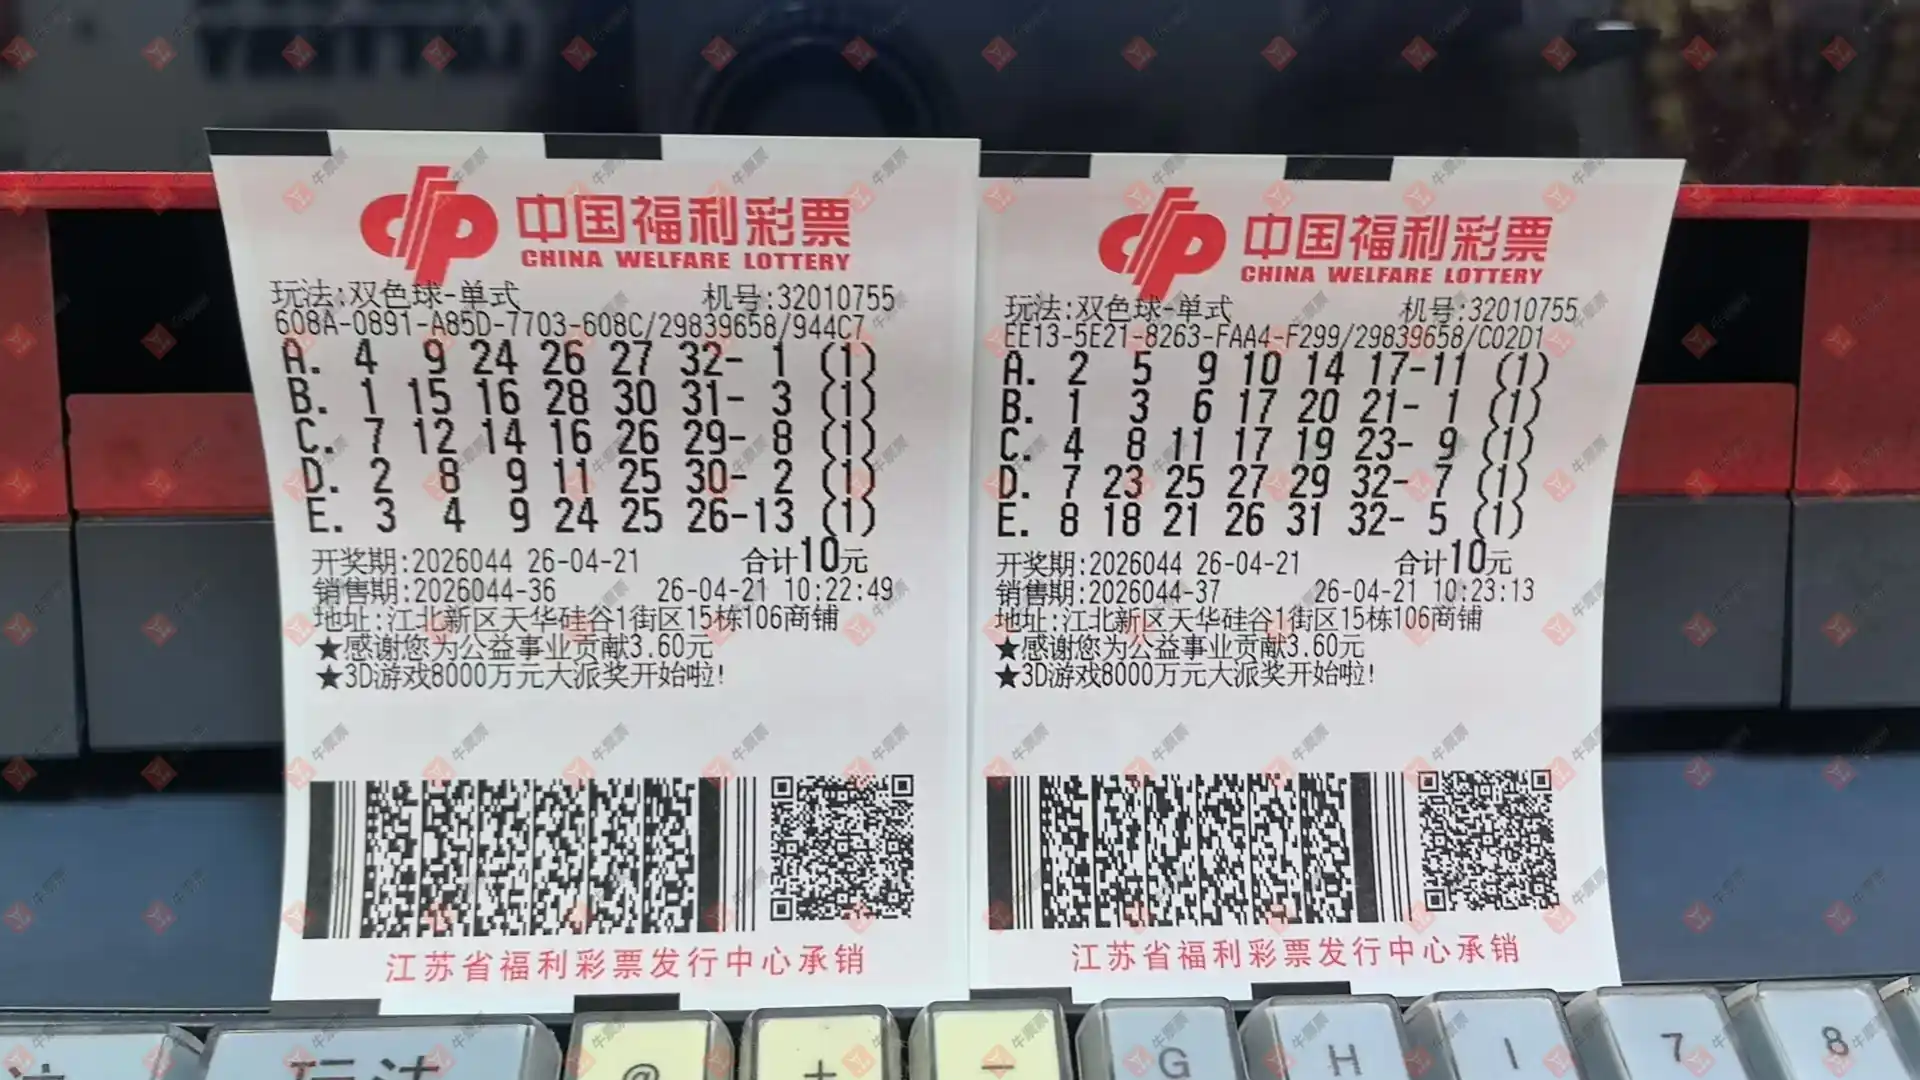 中国福利彩票
CHINA WELFARE LOTTERY
玩法:双色球-单式 机号:32010755
608A-0891-A85D-7703-608C/29839658/944C7
A. 4 9 24 26 27 32- 1 (1)
B. 1 15 16 28 30 31- 3 (1)
C. 7 12 14 16 26 29- 8 (1)
D. 2 8 9 11 25 30- 2 (1)
E. 3 4 9 24 25 26-13 (1)
开奖期:2026044 26-04-21 合计10元
销售期:2026044-36 26-04-21 10:22:49
地址:江北新区天华硅谷1街区15栋106商铺
★感谢您为公益事业贡献3.60元
★3D游戏8000万元大派奖开始啦!
江苏省福利彩票发行中心承销
中国福利彩票
CHINA WELFARE LOTTERY
玩法:双色球-单式 机号:32010755
EE13-5E21-8263-FAA4-F299/29839658/C02D1
A. 2 5 9 10 14 17-11 (1)
B. 1 3 6 17 20 21- 1 (1)
C. 4 8 11 17 19 23- 9 (1)
D. 7 23 25 27 29 32- 7 (1)
E. 8 18 21 26 31 32- 5 (1)
开奖期:2026044 26-04-21 合计10元
销售期:2026044-37 26-04-21 10:23:13
地址:江北新区天华硅谷1街区15栋106商铺
★感谢您为公益事业贡献3.60元
★3D游戏8000万元大派奖开始啦!
江苏省福利彩票发行中心承销
玩法 @ + - G H I 7 8
牛票票